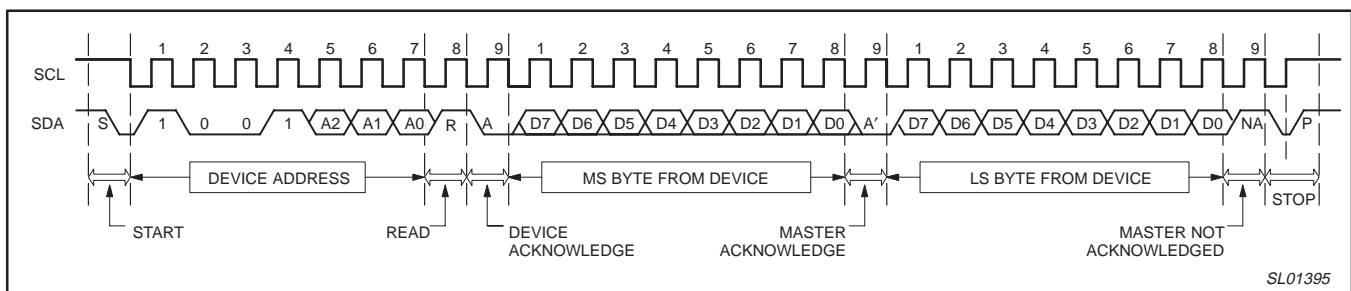 1 2 3 4 5 6 7 8 9 1 2 3 4 5 6 7 8 9 1 2 3 4 5 6 7 8 9
SCL
SDA S 1 0 0 1 A2 A1 A0 R A D7 D6 D5 D4 D3 D2 D1 D0 A′ D7 D6 D5 D4 D3 D2 D1 D0 NA P
DEVICE ADDRESS MS BYTE FROM DEVICE LS BYTE FROM DEVICE
STOP
START READ DEVICE MASTER MASTER NOT
ACKNOWLEDGE ACKNOWLEDGE ACKNOWLEDGED
SL01395